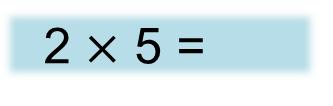 2 × 5 =